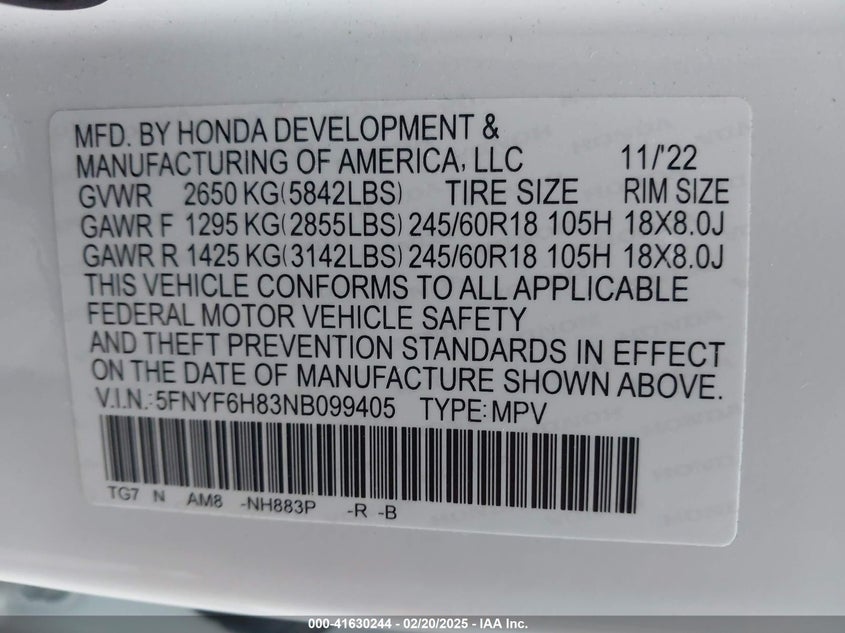 MFD. BY HONDA DEVELOPMENT &
MANUFACTURING OF AMERICA, LLC 11/'22
GVWR 2650 KG(5842LBS) TIRE SIZE RIM SIZE
GAWR F 1295 KG(2855LBS) 245/60R18 105H 18X8.0J
GAWR R 1425 KG(3142LBS) 245/60R18 105H 18X8.0J
THIS VEHICLE CONFORMS TO ALL APPLICABLE
FEDERAL MOTOR VEHICLE SAFETY
AND THEFT PREVENTION STANDARDS IN EFFECT
ON THE DATE OF MANUFACTURE SHOWN ABOVE.
V.I.N.:5FNYF6H83NB099405 TYPE:MPV
TG7 N AM8 -NH883P -R -B
000-41630244 / 02/20/2025 - IAA Inc.